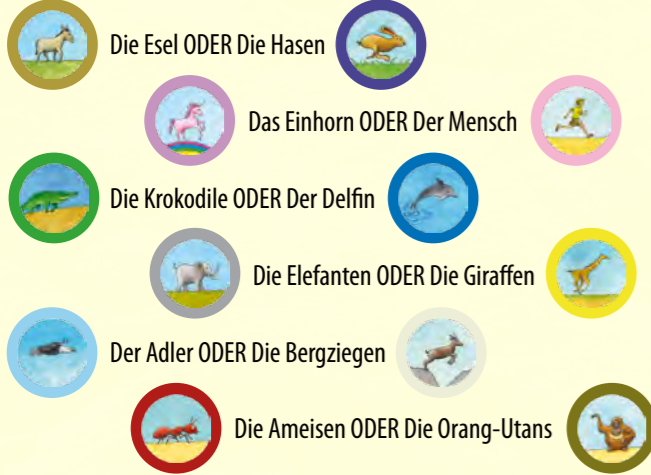 Die Esel ODER Die Hasen
Das Einhorn ODER Der Mensch
Die Krokodile ODER Der Delfin
Die Elefanten ODER Die Giraffen
Der Adler ODER Die Bergziegen
Die Ameisen ODER Die Orang-Utans